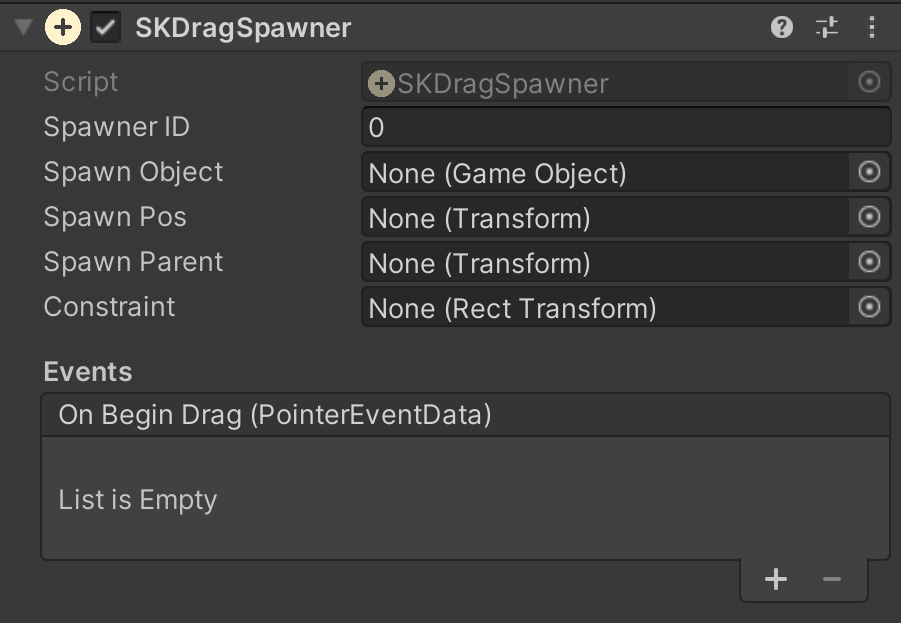 SKDragSpawner
Script SKDragSpawner
Spawner ID 0
Spawn Object None (Game Object)
Spawn Pos None (Transform)
Spawn Parent None (Transform)
Constraint None (Rect Transform)
Events
On Begin Drag (PointerEventData)
List is Empty